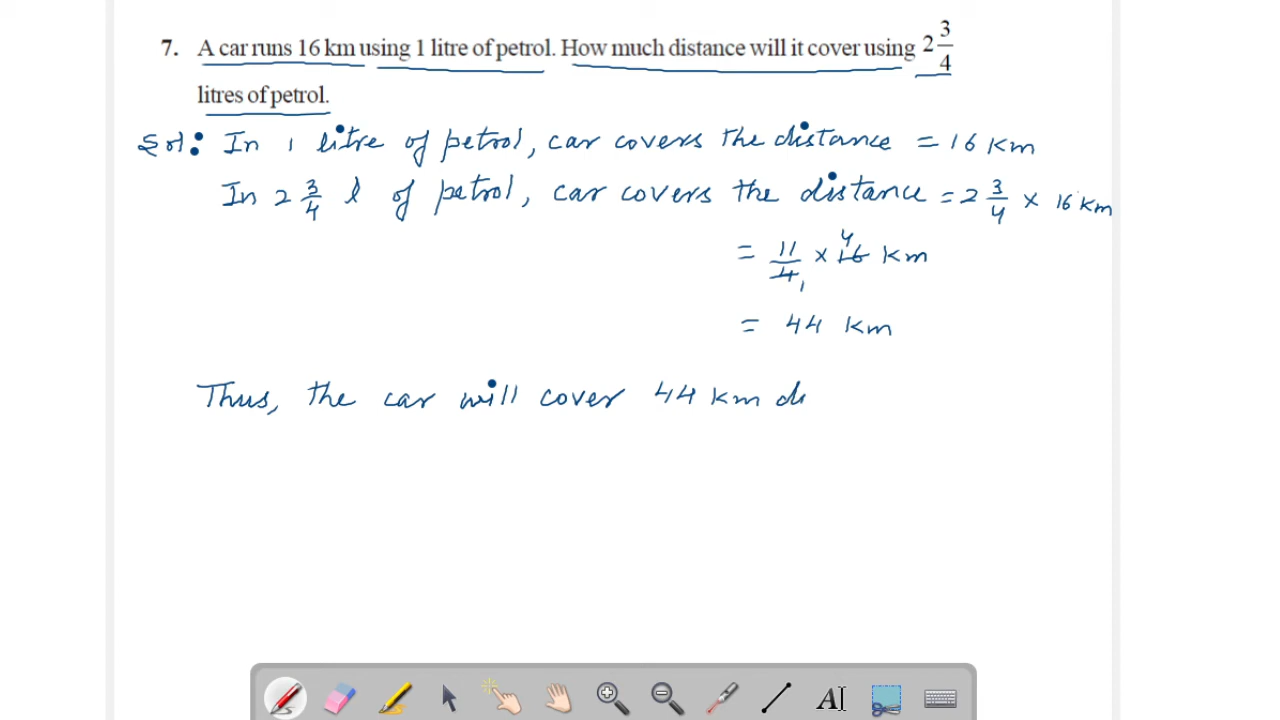 7. A car runs 16 km using 1 litre of petrol. How much distance will it cover using 2 3/4
litres of petrol.
Sol: In 1 litre of petrol, car covers the distance = 16 km
In 2 3/4 l of petrol, car covers the distance = 2 3/4 × 16 km
= 11/4 × 16 km
4
1
= 44 km
Thus, the car will cover 44 km
AI